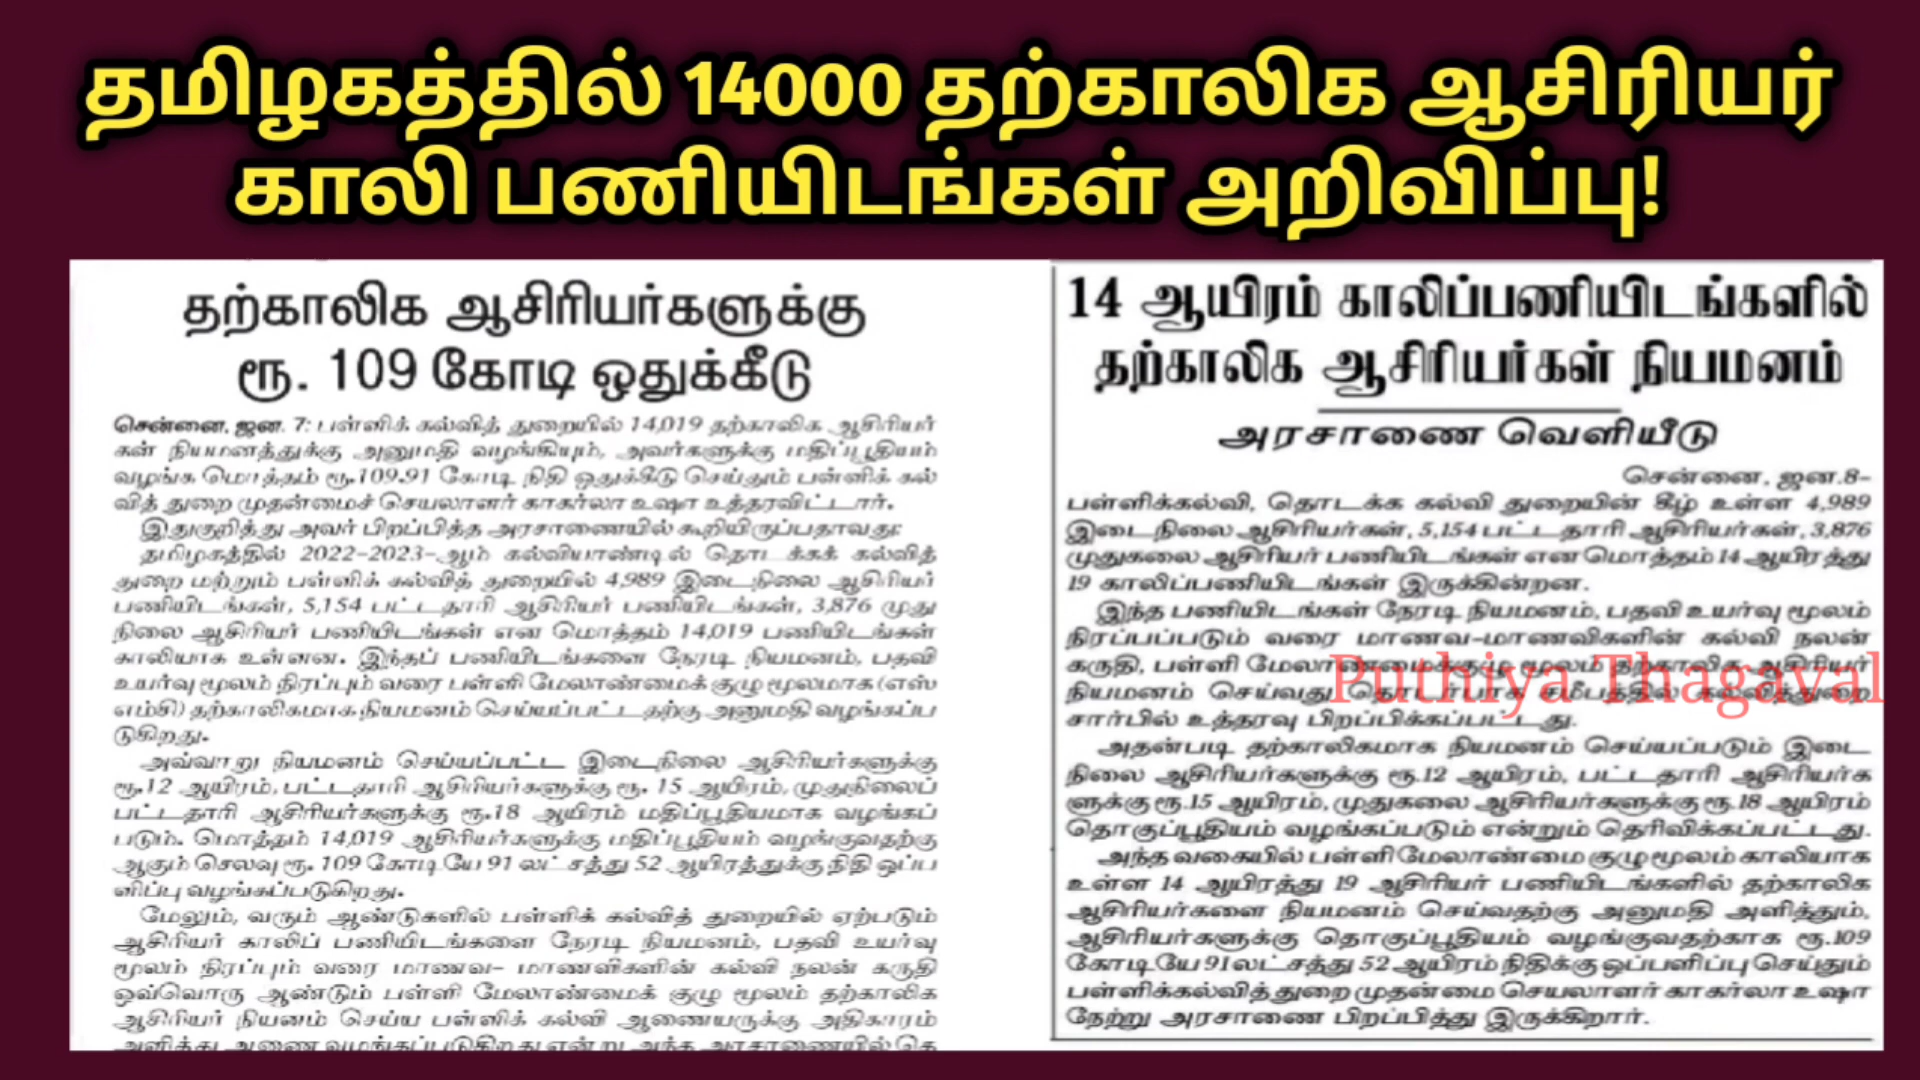 தமிழகத்தில் 14000 தற்காலிக ஆசிரியர்
காலி பணியிடங்கள் அறிவிப்பு!
தற்காலிக ஆசிரியர்களுக்கு
ரூ. 109 கோடி ஒதுக்கீடு
சென்னை, ஜன. 7: பள்ளிக் கல்வித் துறையில் 14,019 தற்காலிக ஆசிரியர்
கள் நியமனத்துக்கு அனுமதி வழங்கியும், அவர்களுக்கு மதிப்பூதியம்
வழங்க மொத்தம் ரூ.109.91 கோடி நிதி ஒதுக்கீடு செய்தும் பள்ளிக் கல்
வித் துறை முதன்மைச் செயலாளர் காகர்லா உஷா உத்தரவிட்டார்.
இதுகுறித்து அவர் பிறப்பித்த அரசாணையில் கூறியிருப்பதாவது:
தமிழகத்தில் 2022-2023-ஆம் கல்வியாண்டில் தொடக்கக் கல்வித்
துறை மற்றும் பள்ளிக் கல்வித் துறையில் 4,989 இடைநிலை ஆசிரியர்
பணியிடங்கள், 5,154 பட்டதாரி ஆசிரியர் பணியிடங்கள், 3,876 முது
நிலை ஆசிரியர் பணியிடங்கள் என மொத்தம் 14,019 பணியிடங்கள்
காலியாக உள்ளன. இந்தப் பணியிடங்களை நேரடி நியமனம், பதவி
உயர்வு மூலம் நிரப்பும் வரை பள்ளி மேலாண்மைக் குழு மூலமாக (எஸ்
எம்சி) தற்காலிகமாக நியமனம் செய்யப்பட்டதற்கு அனுமதி வழங்கப்ப
டுகிறது.
அவ்வாறு நியமனம் செய்யப்பட்ட இடைநிலை ஆசிரியர்களுக்கு
ரூ.12 ஆயிரம், பட்டதாரி ஆசிரியர்களுக்கு ரூ. 15 ஆயிரம், முதுநிலைப்
பட்டதாரி ஆசிரியர்களுக்கு ரூ.18 ஆயிரம் மதிப்பூதியமாக வழங்கப்
படும். மொத்தம் 14,019 ஆசிரியர்களுக்கு மதிப்பூதியம் வழங்குவதற்கு
ஆகும் செலவு ரூ. 109 கோடியே 91 லட்சத்து 52 ஆயிரத்துக்கு நிதி ஒப்ப
ளிப்பு வழங்கப்படுகிறது.
மேலும், வரும் ஆண்டுகளில் பள்ளிக் கல்வித் துறையில் ஏற்படும்
ஆசிரியர் காலிப் பணியிடங்களை நேரடி நியமனம், பதவி உயர்வு
மூலம் நிரப்பும் வரை மாணவ- மாணவிகளின் கல்வி நலன் கருதி
ஒவ்வொரு ஆண்டும் பள்ளி மேலாண்மைக் குழு மூலம் தற்காலிக
ஆசிரியர் நியனம் செய்ய பள்ளிக் கல்வி ஆணையருக்கு அதிகாரம்
அளித்து ஆணை வழங்கப்படுகிறது என்று அந்த அரசாணையில் தெ
14 ஆயிரம் காலிப்பணியிடங்களில்
தற்காலிக ஆசிரியர்கள் நியமனம்
அரசாணை வெளியீடு
சென்னை, ஜன.8-
பள்ளிக்கல்வி, தொடக்க கல்வி துறையின் கீழ் உள்ள 4,989
இடைநிலை ஆசிரியர்கள், 5,154 பட்டதாரி ஆசிரியர்கள், 3,876
முதுகலை ஆசிரியர் பணியிடங்கள் என மொத்தம் 14 ஆயிரத்து
19 காலிப்பணியிடங்கள் இருக்கின்றன.
இந்த பணியிடங்கள் நேரடி நியமனம், பதவி உயர்வு மூலம்
நிரப்பப்படும் வரை மாணவ-மாணவிகளின் கல்வி நலன்
கருதி, பள்ளி மேலாண்மைக்குழு மூலம் தற்காலிக ஆசிரியர்
நியமனம் செய்வது தொடர்பாக சமீபத்தில் கல்வித்துறை
Puthiya Thagaval
சார்பில் உத்தரவு பிறப்பிக்கப்பட்டது.
அதன்படி தற்காலிகமாக நியமனம் செய்யப்படும் இடை
நிலை ஆசிரியர்களுக்கு ரூ.12 ஆயிரம், பட்டதாரி ஆசிரியர்க
ளுக்கு ரூ.15 ஆயிரம், முதுகலை ஆசிரியர்களுக்கு ரூ.18 ஆயிரம்
தொகுப்பூதியம் வழங்கப்படும் என்றும் தெரிவிக்கப்பட்டது.
அந்த வகையில் பள்ளி மேலாண்மை குழு மூலம் காலியாக
உள்ள 14 ஆயிரத்து 19 ஆசிரியர் பணியிடங்களில் தற்காலிக
ஆசிரியர்களை நியமனம் செய்வதற்கு அனுமதி அளித்தும்,
ஆசிரியர்களுக்கு தொகுப்பூதியம் வழங்குவதற்காக ரூ.109
கோடியே 91 லட்சத்து 52 ஆயிரம் நிதிக்கு ஒப்பளிப்பு செய்தும்
பள்ளிக்கல்வித் துறை முதன்மை செயலாளர் காகர்லா உஷா
நேற்று அரசாணை பிறப்பித்து இருக்கிறார்.